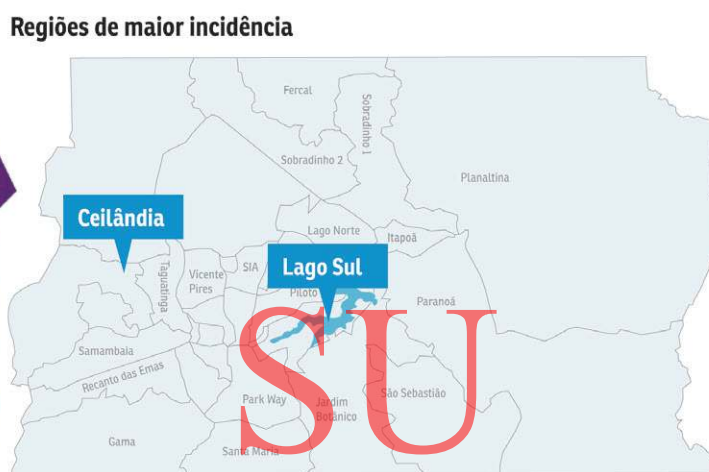 Regiões de maior incidência
Fercal
Sobradinho 1
Sobradinho 2
Planaltina
Ceilândia
Lago Norte
Itapoã
Taguatinga
Vicente
Pires
SIA
Lago Sul
Piloto
Paranoá
Samambaia
Recanto das Emas
Park Way
Jardim
Botânico
São Sebastião
Gama
Santa Maria
SU